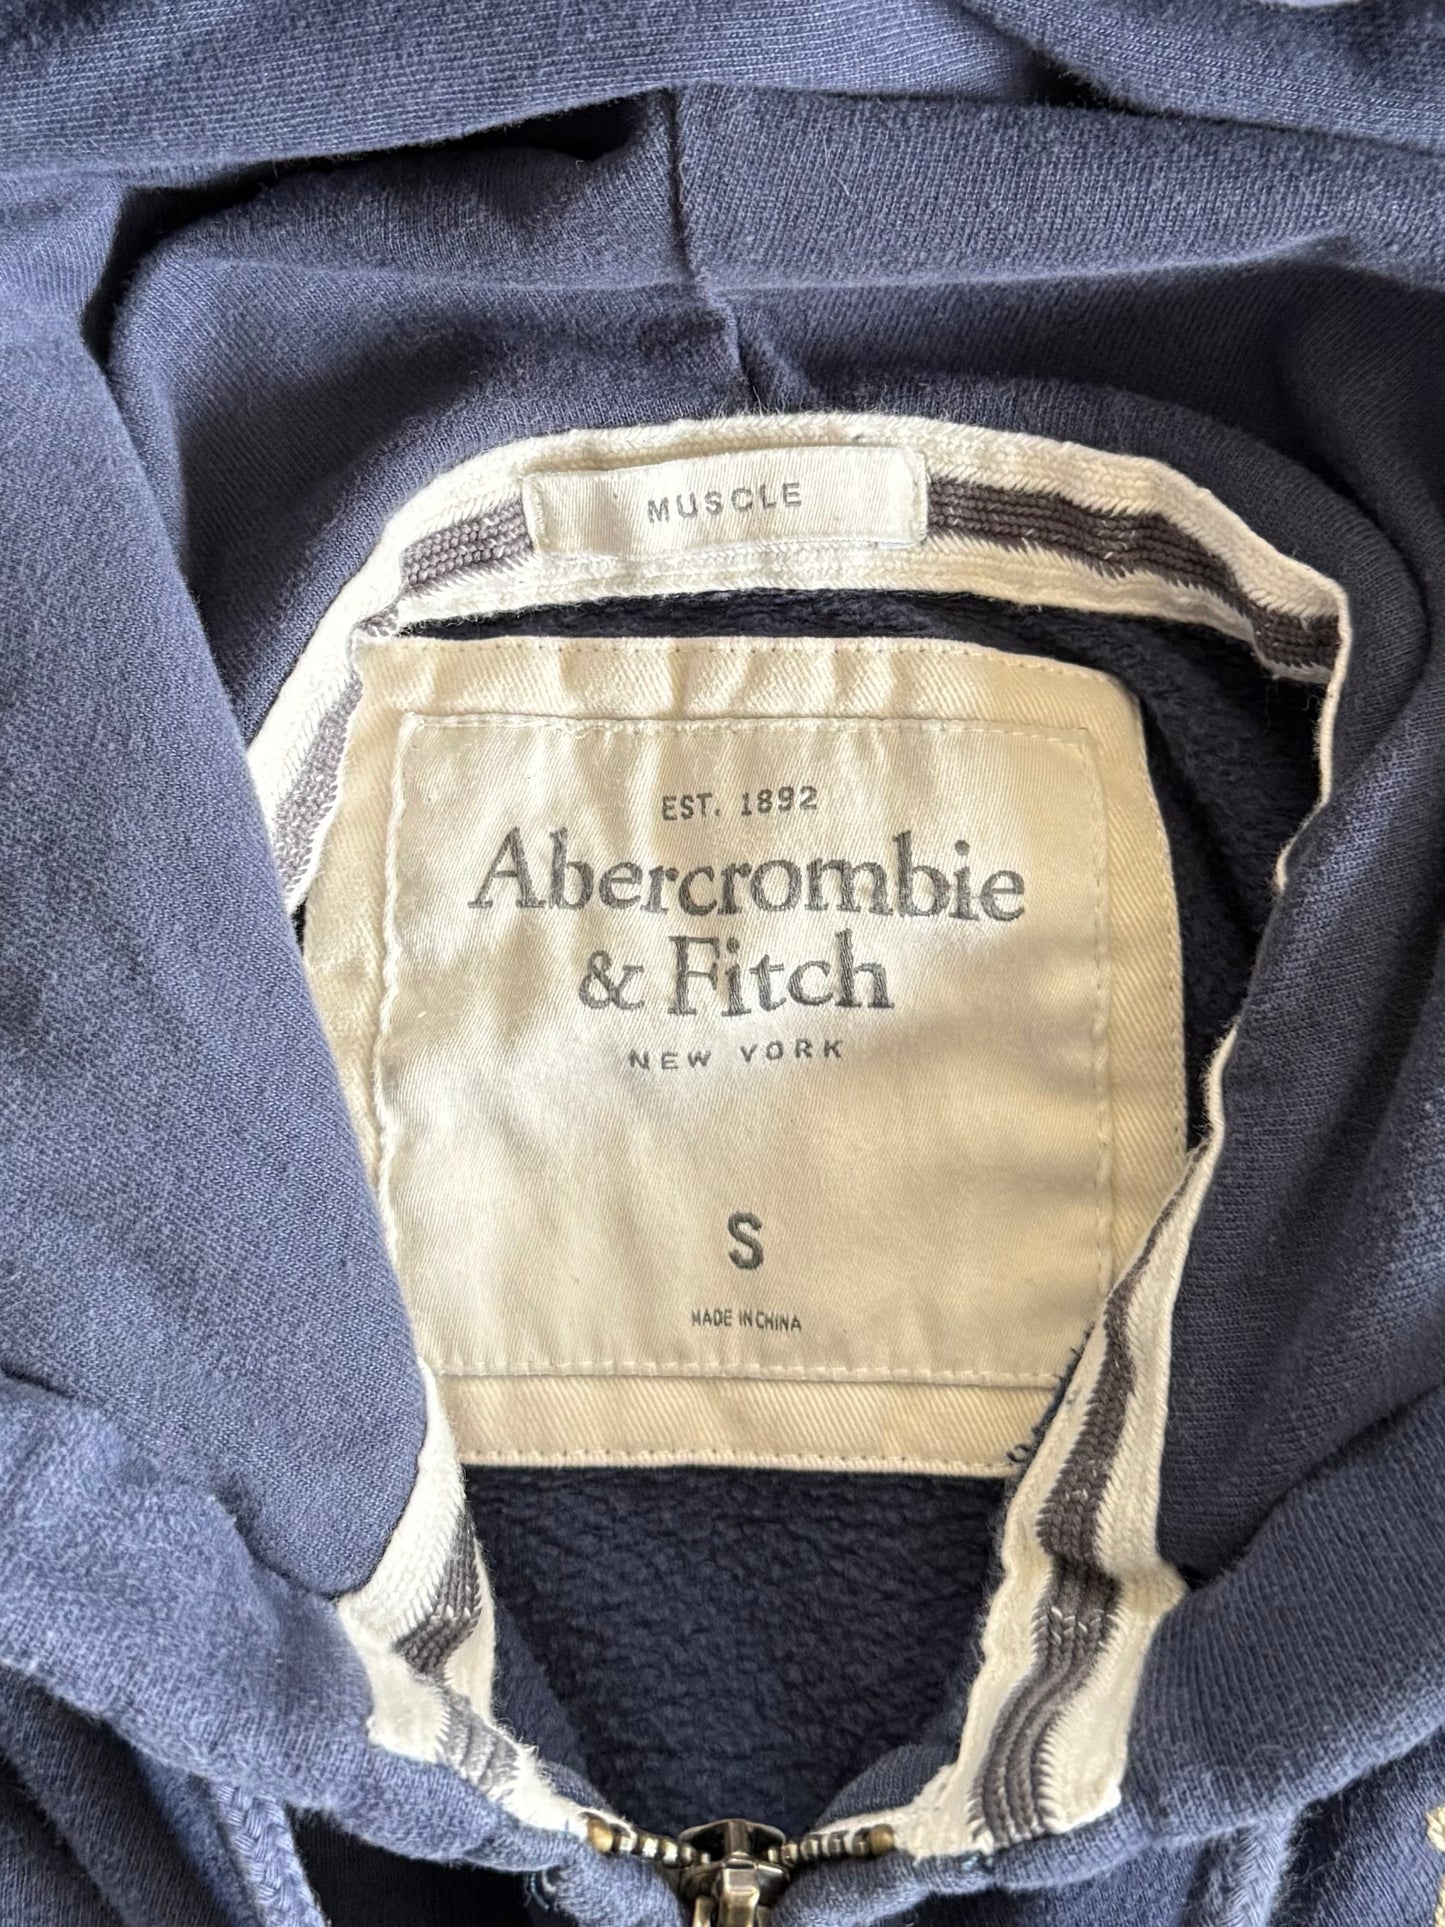 MUSCLE
EST. 1892
Abercrombie
& Fitch
NEW YORK
S
MADE IN CHINA